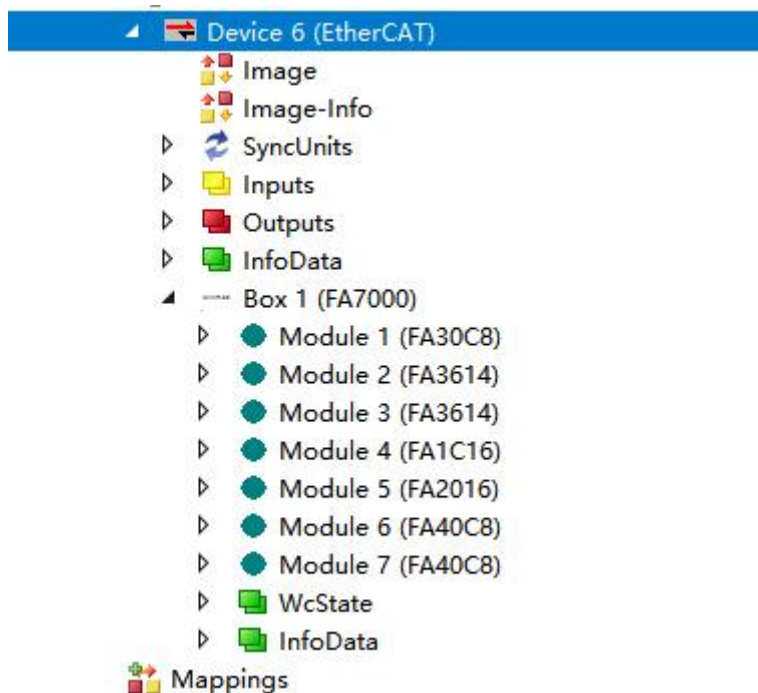 Device 6 (EtherCAT)
Image
Image-Info
SyncUnits
Inputs
Outputs
InfoData
Box 1 (FA7000)
Module 1 (FA30C8)
Module 2 (FA3614)
Module 3 (FA3614)
Module 4 (FA1C16)
Module 5 (FA2016)
Module 6 (FA40C8)
Module 7 (FA40C8)
WcState
InfoData
Mappings